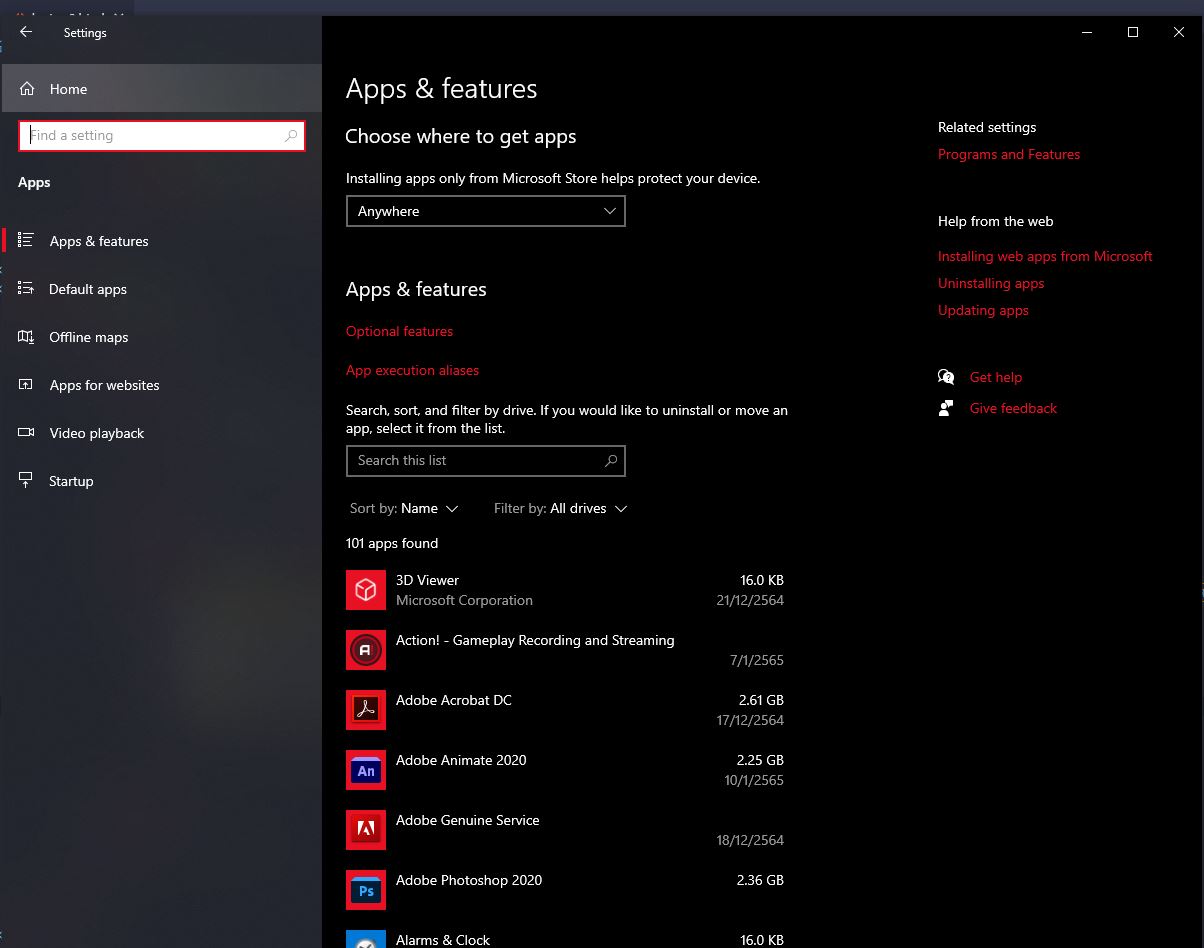 Settings
Home
Find a setting
Apps
Apps & features
Default apps
Offline maps
Apps for websites
Video playback
Startup
Apps & features
Choose where to get apps
Installing apps only from Microsoft Store helps protect your device.
Anywhere
Apps & features
Optional features
App execution aliases
Search, sort, and filter by drive. If you would like to uninstall or move an
app, select it from the list.
Search this list
Sort by: Name Filter by: All drives
101 apps found
3D Viewer 16.0 KB
Microsoft Corporation 21/12/2564
Action! - Gameplay Recording and Streaming
7/1/2565
Adobe Acrobat DC 2.61 GB
17/12/2564
An
Adobe Animate 2020 2.25 GB
10/1/2565
Adobe Genuine Service
18/12/2564
Ps
Adobe Photoshop 2020 2.36 GB
Alarms & Clock 16.0 KB
Related settings
Programs and Features
Help from the web
Installing web apps from Microsoft
Uninstalling apps
Updating apps
Get help
Give feedback